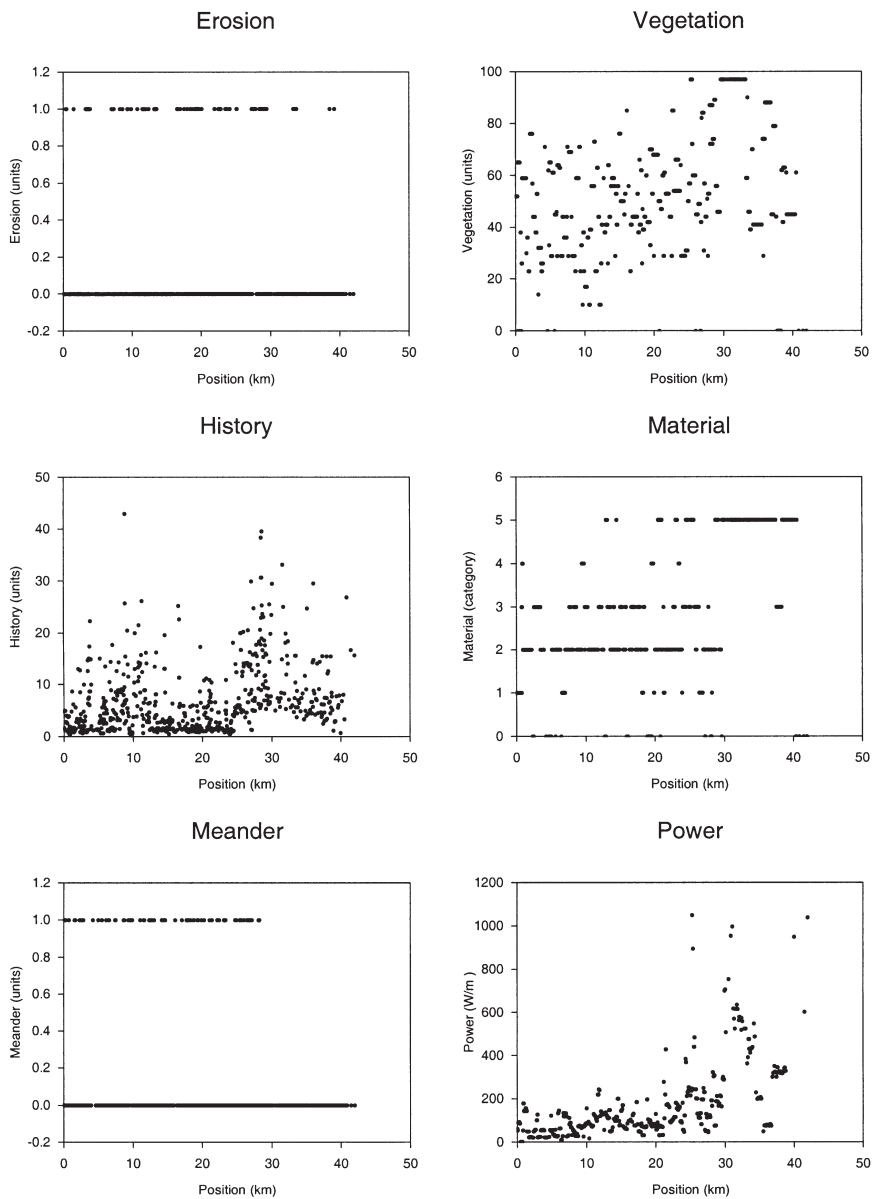 Erosion
1.2
1.0
0.8
0.6
0.4
0.2
0.0
-0.2
0 10 20 30 40 50
Position (km)
Erosion (units)
Vegetation
100
80
60
40
20
0
0 10 20 30 40 50
Position (km)
Vegetation (units)
History
50
40
30
20
10
0
0 10 20 30 40 50
Position (km)
History (units)
Material
6
5
4
3
2
1
0
0 10 20 30 40 50
Position (km)
Material (category)
Meander
1.2
1.0
0.8
0.6
0.4
0.2
0.0
-0.2
0 10 20 30 40 50
Position (km)
Meander (units)
Power
1200
1000
800
600
400
200
0
0 10 20 30 40 50
Position (km)
Power (W/m )